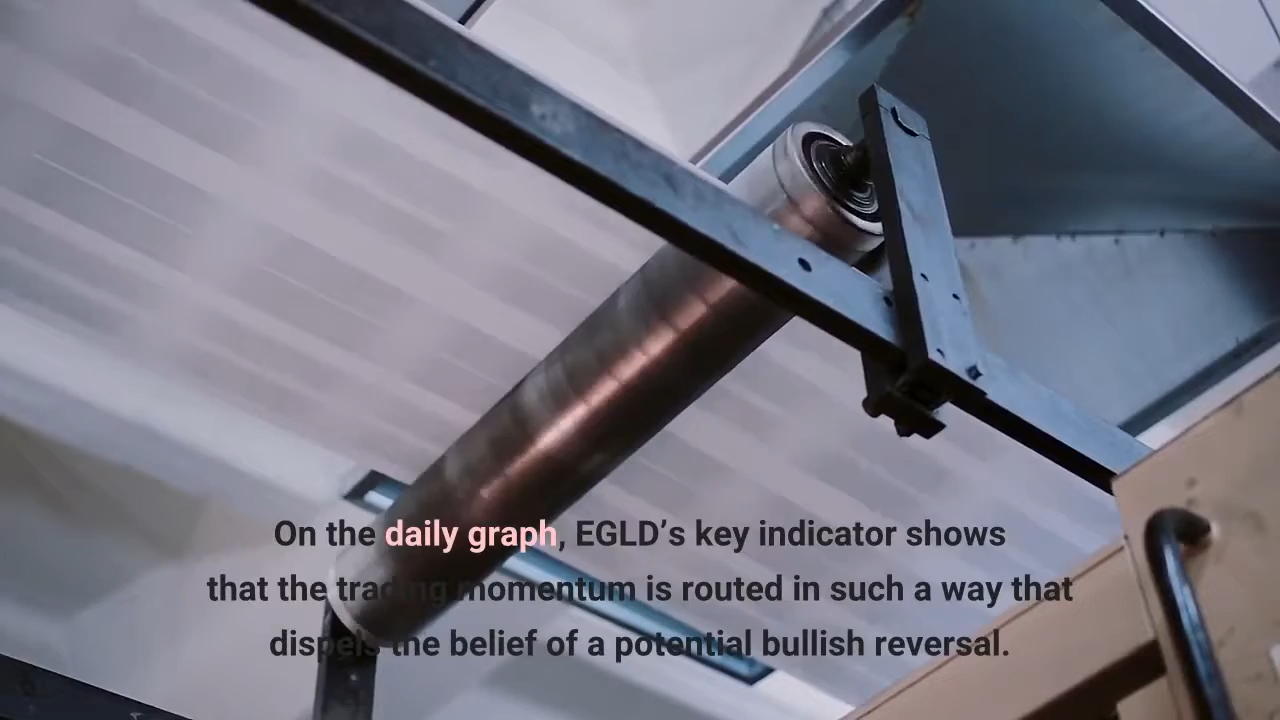 On the daily graph, EGLD’s key indicator shows
that the trading momentum is routed in such a way that
dispels the belief of a potential bullish reversal.